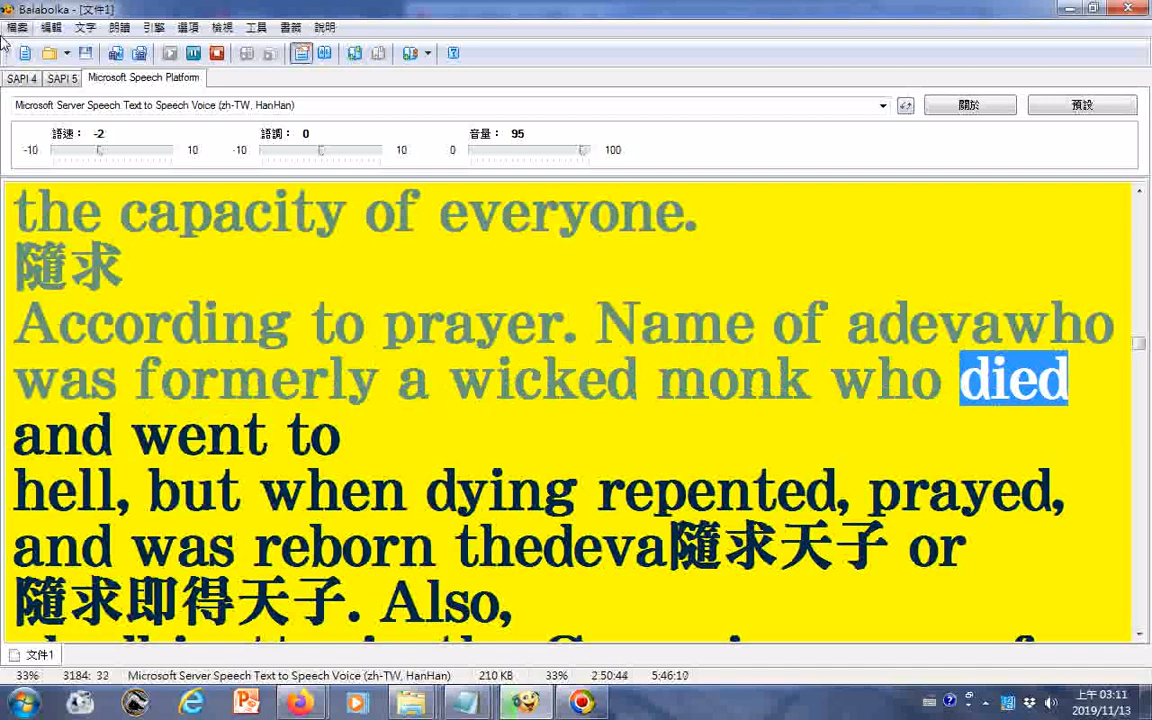 Balabolka - [文件1]
檔案 編輯 文字 朗讀 引擎 選項 檢視 工具 書籤 說明
SAPI 4 SAPI 5 Microsoft Speech Platform
Microsoft Server Speech Text to Speech Voice (zh-TW, HanHan) 關於 預設
語速： -2 語調： 0 音量： 95
-10 10 -10 10 0 100
the capacity of everyone.
隨求
According to prayer. Name of adevawho
was formerly a wicked monk who died
and went to
hell, but when dying repented, prayed,
and was reborn thedeva隨求天子 or
隨求即得天子. Also,
文件1
33% 3184: 32 Microsoft Server Speech Text to Speech Voice (zh-TW, HanHan) 210 KB 33% 2:50:44 5:46:10
上午 03:11
2019/11/13